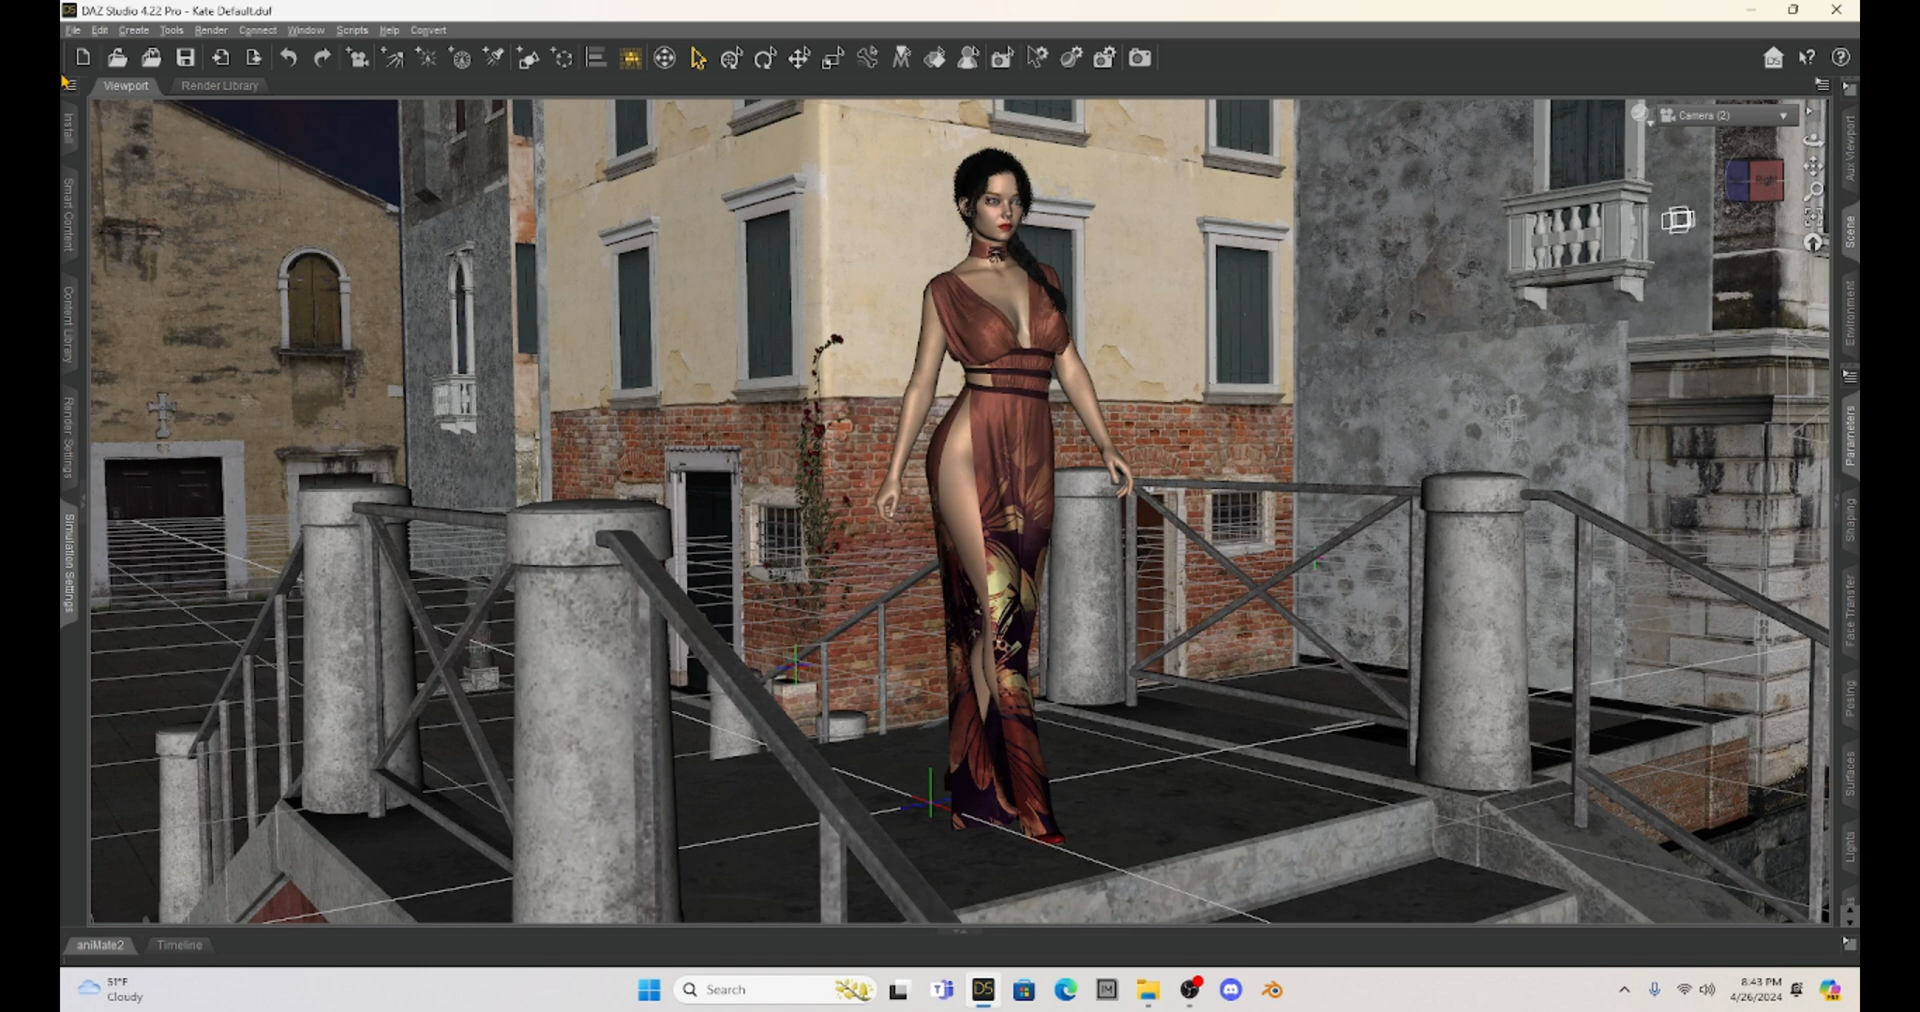 DAZ Studio 4.22 Pro - Kate Default.duf
File Edit Create Tools Render Connect Window Scripts Help Convert
Viewport Render Library
Camera (2)
Right
Install
Smart Content
Content Library
Render Settings
Simulation Settings
Aux Viewport
Scene
Environment
Parameters
Shaping
Face Transfer
Posing
Surfaces
Lights
aniMate2 Timeline
51°F
Cloudy
Search
8:43 PM
4/26/2024